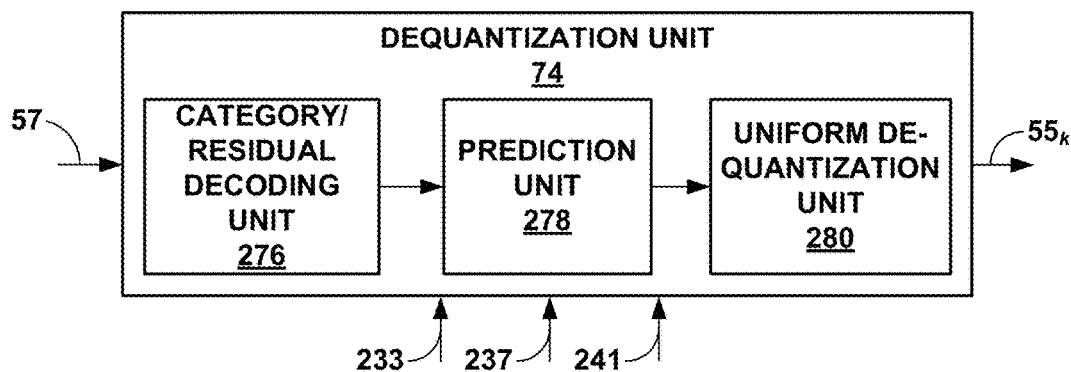 DEQUANTIZATION UNIT
74
57
CATEGORY/
RESIDUAL
DECODING
UNIT
276
PREDICTION
UNIT
278
UNIFORM DE-
QUANTIZATION
UNIT
280
55k
233
237
241